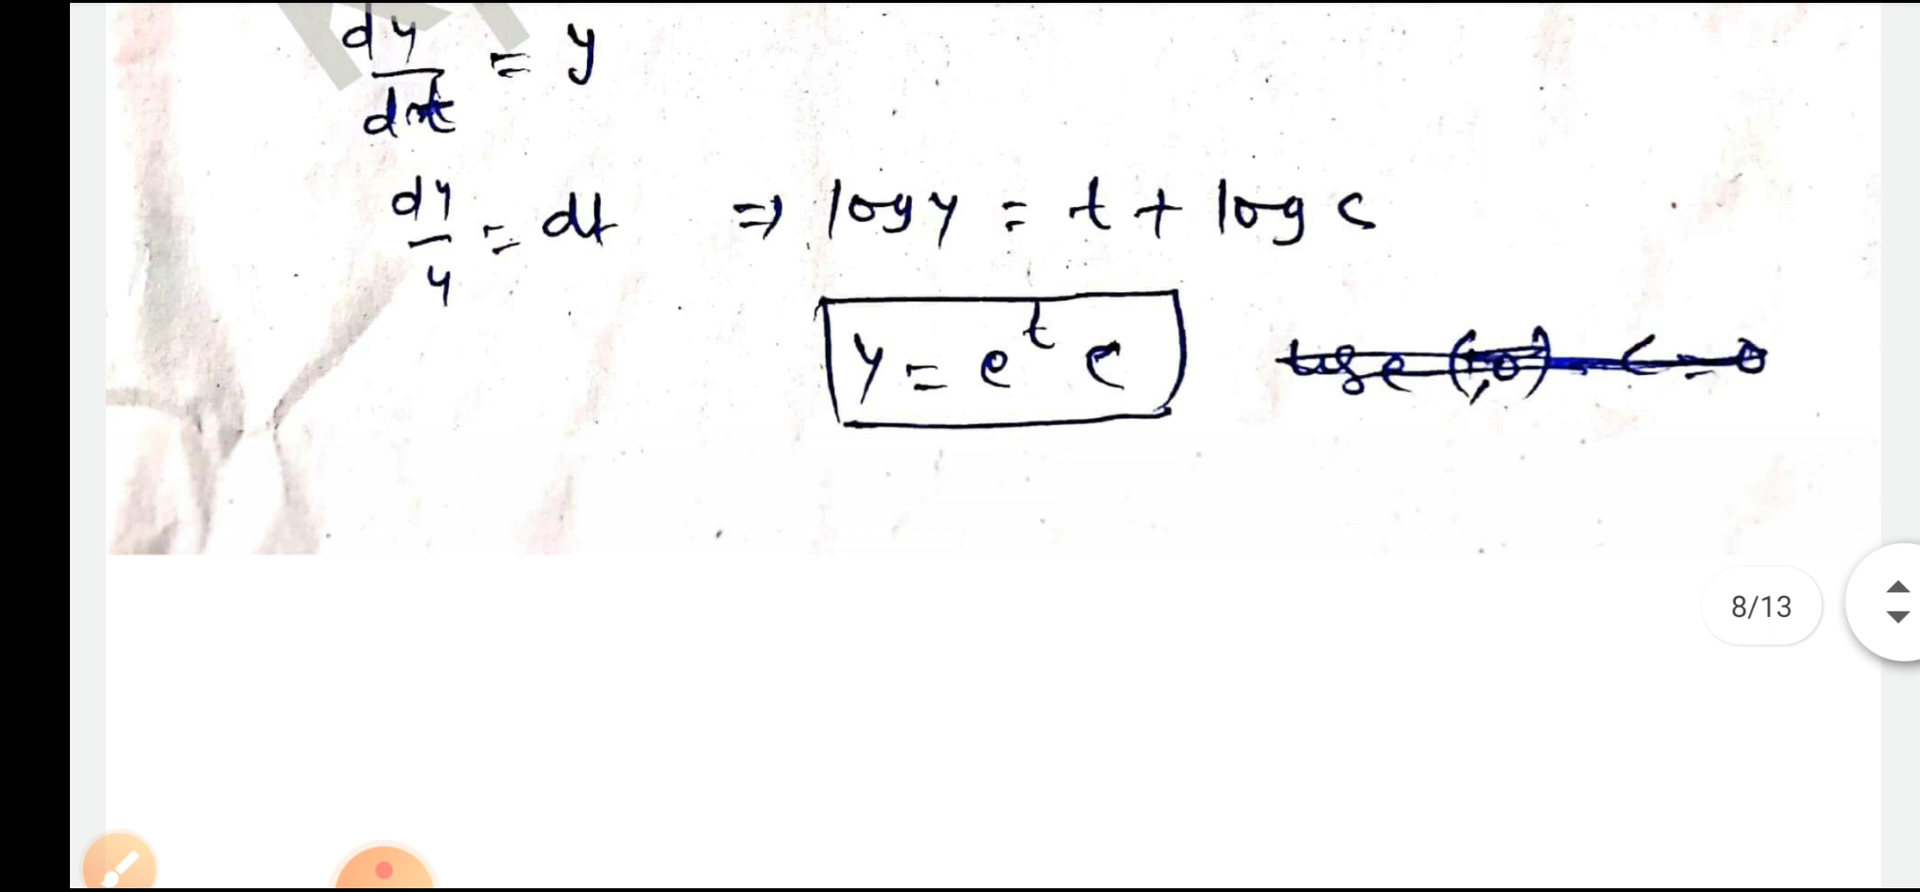 dy/dt = y
dy/y = dt ⇒ log y = t + log c
y = e^t c
8/13